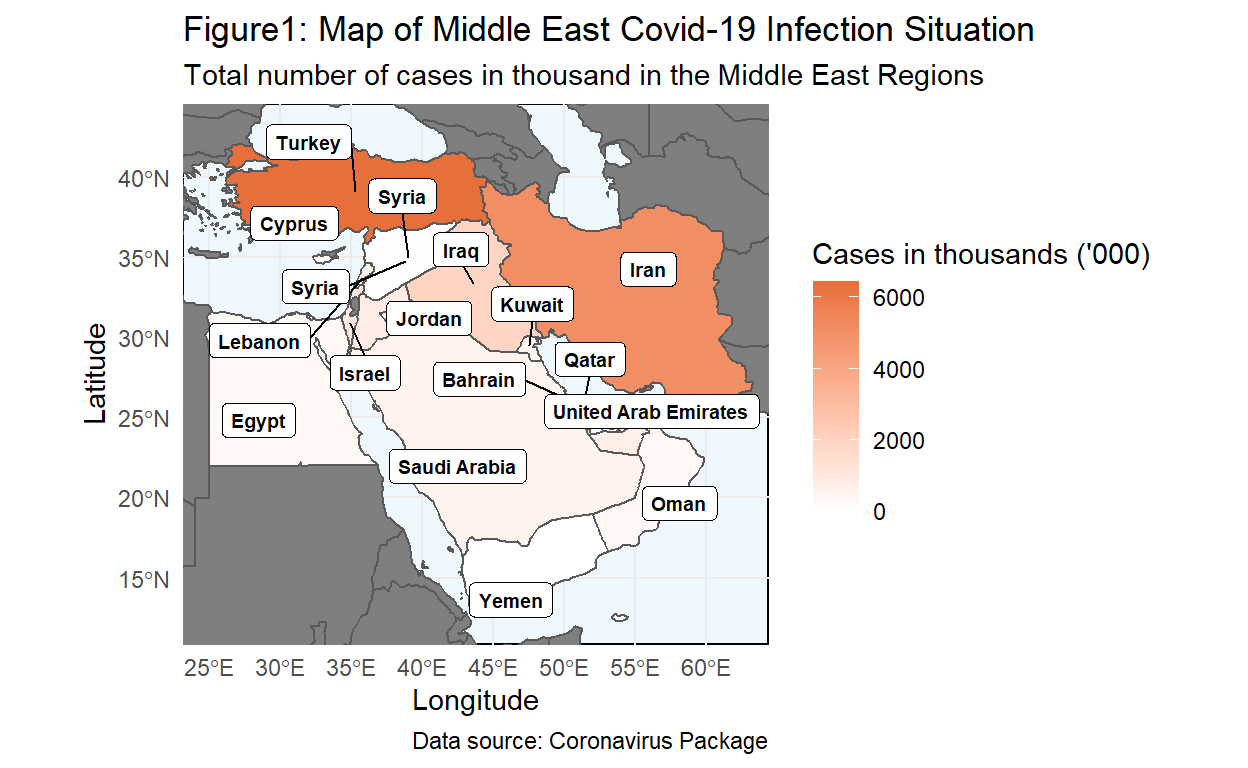 Figure1: Map of Middle East Covid-19 Infection Situation
Total number of cases in thousand in the Middle East Regions
Turkey
40°N
Syria
Cyprus
Iraq
35°N
Iran
Cases in thousands ('000)
Syria
6000
Kuwait
Jordan
30°N
Lebanon
Qatar
4000
Israel
Bahrain
Latitude
United Arab Emirates
25°N
Egypt
2000
Saudi Arabia
20°N
Oman
0
15°N
Yemen
25°E 30°E 35°E 40°E 45°E 50°E 55°E 60°E
Longitude
Data source: Coronavirus Package